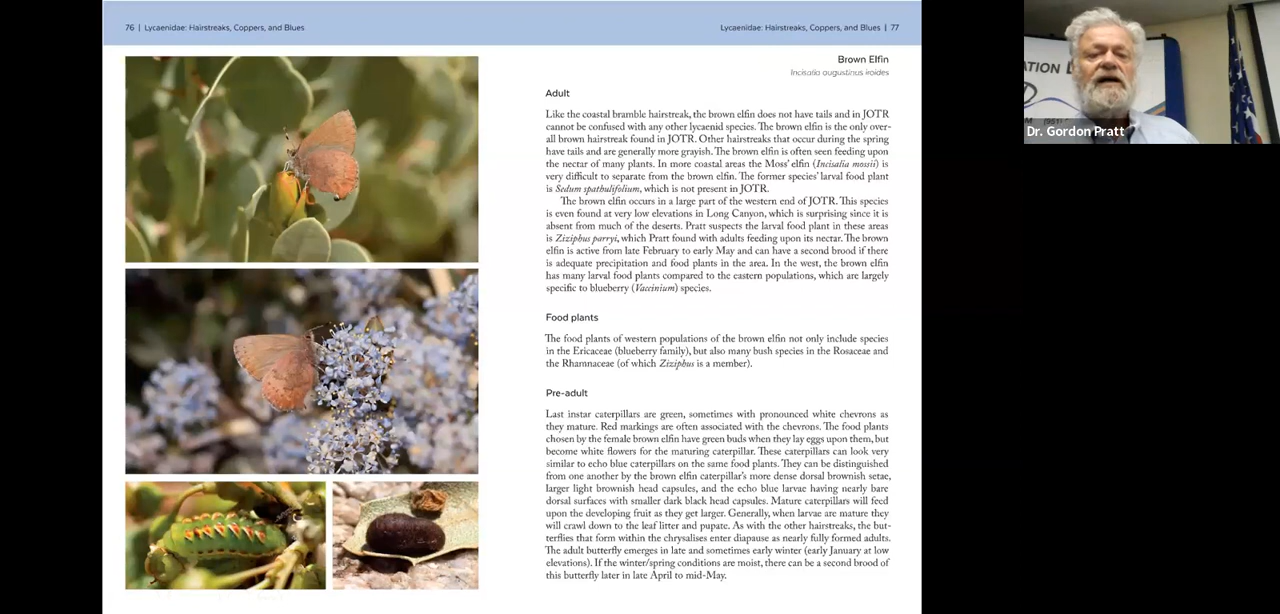 76 | Lycaenidae: Hairstreaks, Coppers, and Blues
Lycaenidae: Hairstreaks, Coppers, and Blues | 77
Brown Elfin
Incisalia augustinus iroides
Adult
Like the coastal bramble hairstreak, the brown elfin does not have tails and in JOTR
cannot be confused with any other lycaenid species. The brown elfin is the only over-
all brown hairstreak found in JOTR. Other hairstreaks that occur during the spring
have tails and are generally more grayish. The brown elfin is often seen feeding upon
the nectar of many plants. In more coastal areas the Moss' elfin (Incisalia mossii) is
very difficult to separate from the brown elfin. The former species' larval food plant
is Sedum spathulifolium, which is not present in JOTR.
The brown elfin occurs in a large part of the western end of JOTR. This species
is even found at very low elevations in Long Canyon, which is surprising since it is
absent from much of the deserts. Pratt suspects the larval food plant in these areas
is Ziziphus parryi, which Pratt found with adults feeding upon its nectar. The brown
elfin is active from late February to early May and can have a second brood if there
is adequate precipitation and food plants in the area. In the west, the brown elfin
has many larval food plants compared to the eastern populations, which are largely
specific to blueberry (Vaccinium) species.
Food plants
The food plants of western populations of the brown elfin not only include species
in the Ericaceae (blueberry family), but also many bush species in the Rosaceae and
the Rhamnaceae (of which Ziziphus is a member).
Pre-adult
Last instar caterpillars are green, sometimes with pronounced white chevrons as
they mature. Red markings are often associated with the chevrons. The food plants
chosen by the female brown elfin have green buds when they lay eggs upon them, but
become white flowers for the maturing caterpillar. These caterpillars can look very
similar to echo blue caterpillars on the same food plants. They can be distinguished
from one another by the brown elfin caterpillar's more dense dorsal brownish setae,
larger light brownish head capsules, and the echo blue larvae having nearly bare
dorsal surfaces with smaller dark black head capsules. Mature caterpillars will feed
upon the developing fruit as they get larger. Generally, when larvae are mature they
will crawl down to the leaf litter and pupate. As with the other hairstreaks, the but-
terflies that form within the chrysalises enter diapause as nearly fully formed adults.
The adult butterfly emerges in late and sometimes early winter (early January at low
elevations). If the winter/spring conditions are moist, there can be a second brood of
this butterfly later in late April to mid-May.
ATION
Dr. Gordon Pratt